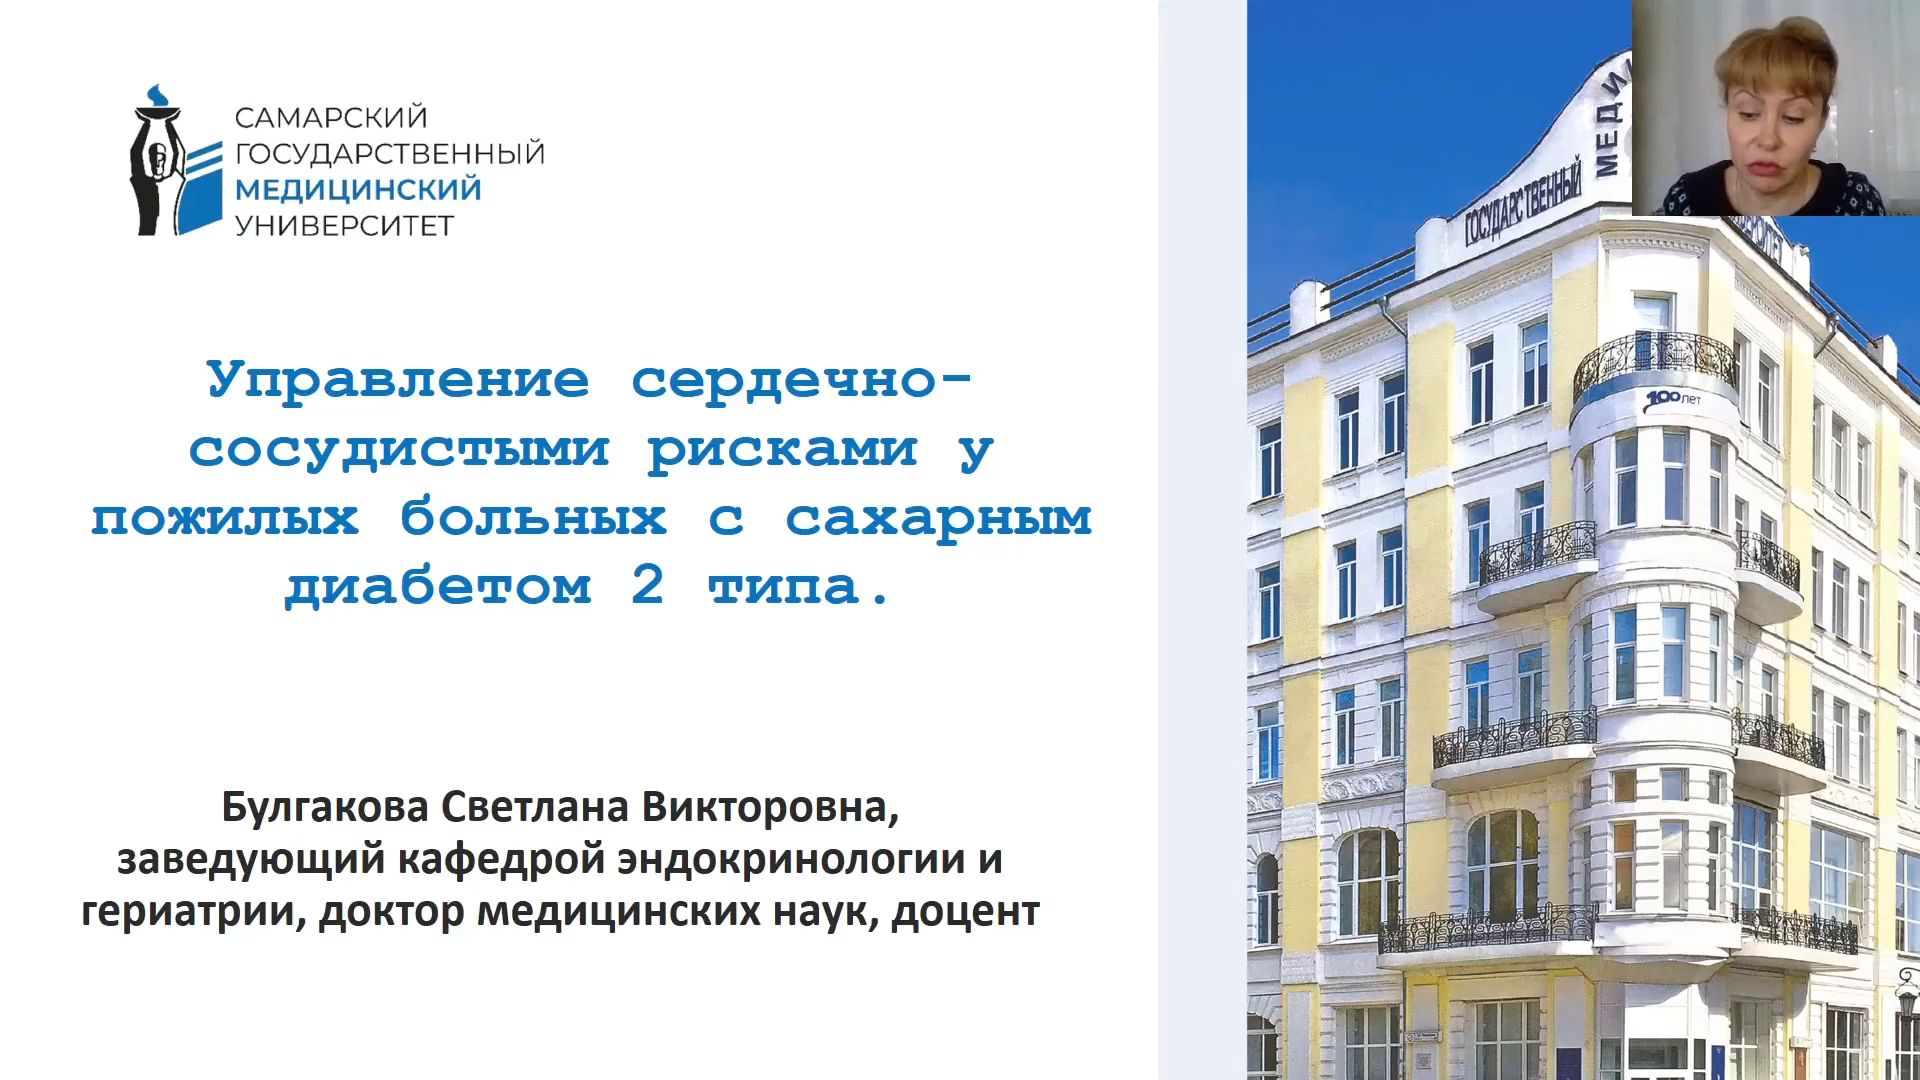 САМАРСКИЙ
ГОСУДАРСТВЕННЫЙ
МЕДИЦИНСКИЙ
УНИВЕРСИТЕТ
Управление сердечно-
сосудистыми рисками у
пожилых больных с сахарным
диабетом 2 типа.
Булгакова Светлана Викторовна,
заведующий кафедрой эндокринологии и
гериатрии, доктор медицинских наук, доцент
ГОСУДАРСТВЕННЫЙ
МЕДИ
100 лет